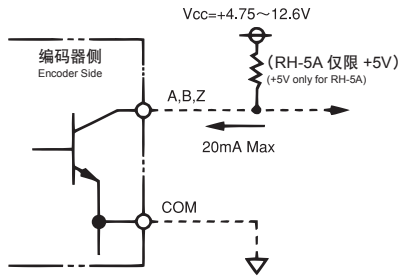 Vcc=+4.75～12.6V
编码器侧
Encoder Side
（RH-5A 仅限 +5V）
(+5V only for RH-5A)
A,B,Z
20mA Max
COM